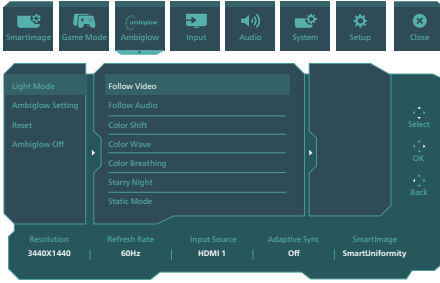 ambiglow
SmartImage Game Mode Ambiglow Input Audio System Setup Close
Light Mode
Ambiglow Setting
Reset
Ambiglow Off
Follow Video
Follow Audio
Color Shift
Color Wave
Color Breathing
Starry Night
Static Mode
Select
OK
Back
Resolution Refresh Rate Input Source Adaptive Sync SmartImage
3440X1440 | 60Hz | HDMI 1 | Off | SmartUniformity